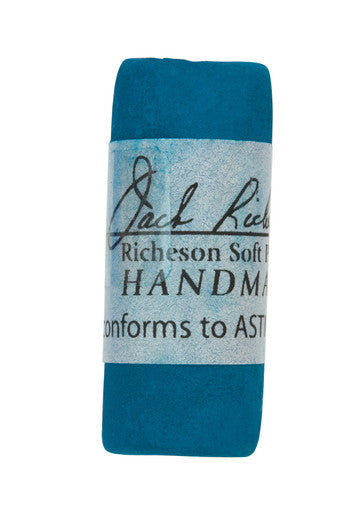 Jack Rich
Richeson Soft P
HANDMA
conforms to AST